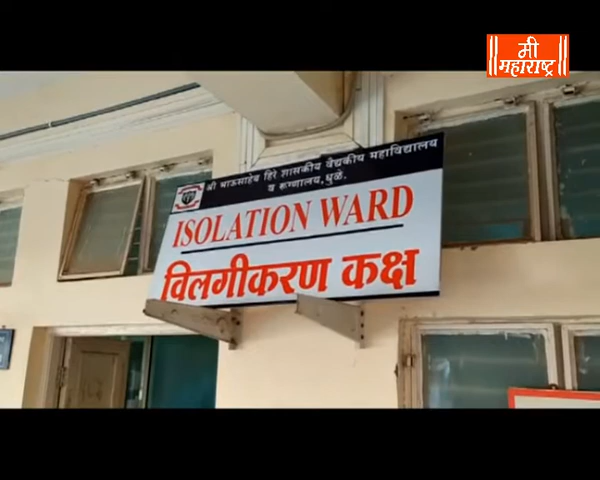 मी
महाराष्ट्र
श्री भाऊसाहेब हिरे शासकीय वैद्यकीय महाविद्यालय
व रुग्णालय, धुळे.
ISOLATION WARD
विलगीकरण कक्ष